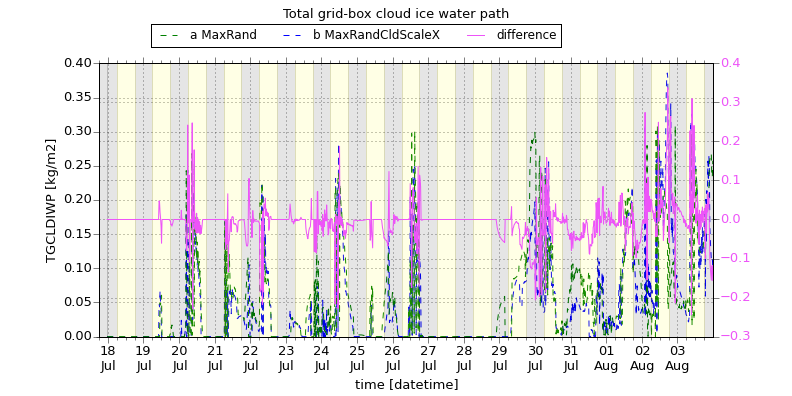 Total grid-box cloud ice water path
a MaxRand b MaxRandCldScaleX difference
0.40 0.4
0.35 0.3
0.30 0.2
0.25 0.1
0.20 0.0
0.15 −0.1
0.10 −0.2
0.05 −0.3
0.00
TGCLDIWP [kg/m2]
18 19 20 21 22 23 24 25 26 27 28 29 30 31 01 02 03
Jul Jul Jul Jul Jul Jul Jul Jul Jul Jul Jul Jul Jul Jul Aug Aug Aug
time [datetime]